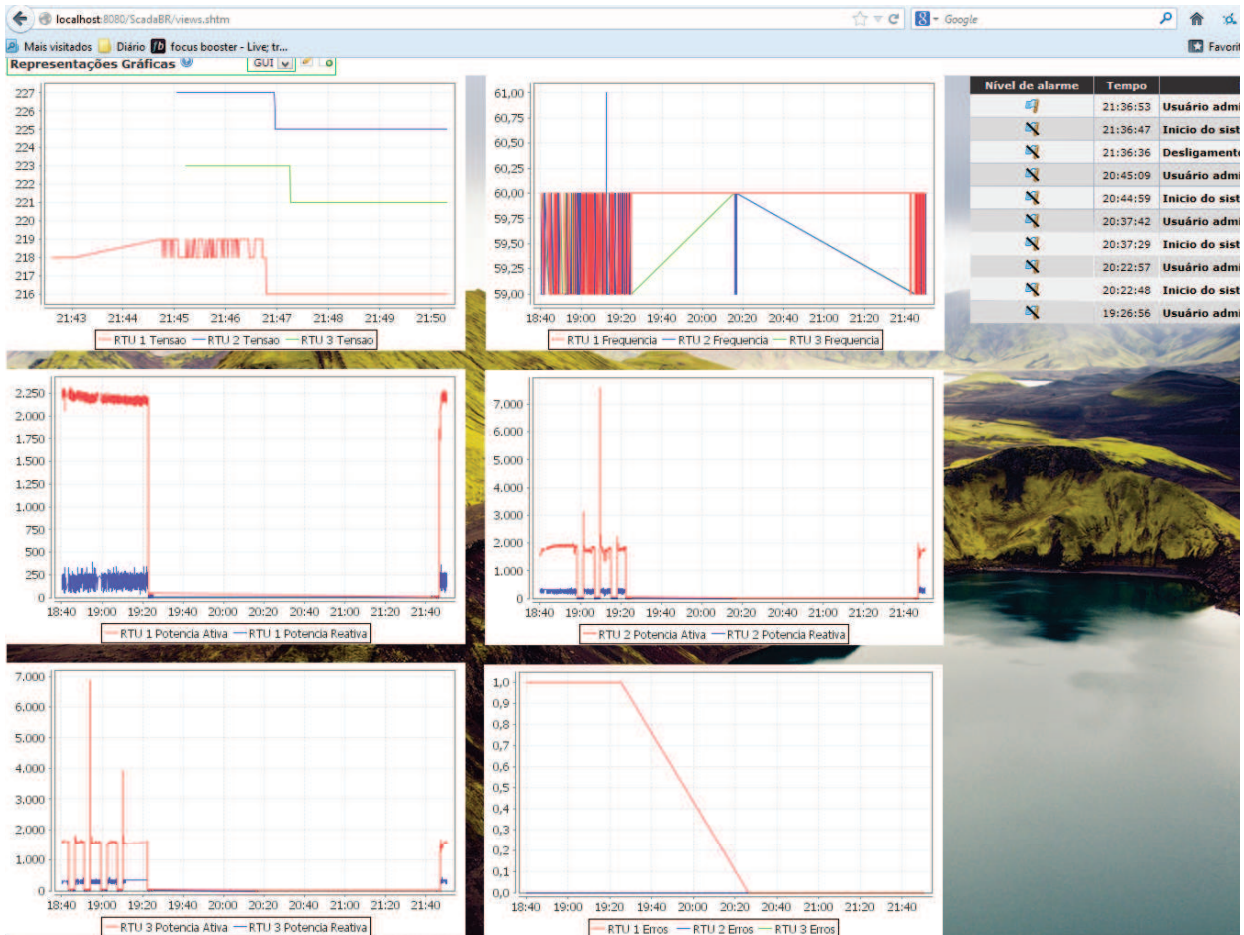 localhost:8080/ScadaBR/views.shtm
Google
Mais visitados Diário focus booster - Live; tr...
Favorit
Representações Gráficas GUI
227
226
225
224
223
222
221
220
219
218
217
216
21:43 21:44 21:45 21:46 21:47 21:48 21:49 21:50
RTU 1 Tensao RTU 2 Tensao RTU 3 Tensao
61,00
60,75
60,50
60,25
60,00
59,75
59,50
59,25
59,00
18:40 19:00 19:20 19:40 20:00 20:20 20:40 21:00 21:20 21:40
RTU 1 Frequencia RTU 2 Frequencia RTU 3 Frequencia
Nível de alarme Tempo
21:36:53 Usuário admi
21:36:47 Inicio do sist
21:36:36 Desligamento
20:45:09 Usuário admi
20:44:59 Inicio do sist
20:37:42 Usuário admi
20:37:29 Inicio do sist
20:22:57 Usuário admi
20:22:48 Inicio do sist
19:26:56 Usuário admi
2.250
2.000
1.750
1.500
1.250
1.000
750
500
250
0
18:40 19:00 19:20 19:40 20:00 20:20 20:40 21:00 21:20 21:40
RTU 1 Potencia Ativa RTU 1 Potencia Reativa
7.000
6.000
5.000
4.000
3.000
2.000
1.000
0
18:40 19:00 19:20 19:40 20:00 20:20 20:40 21:00 21:20 21:40
RTU 2 Potencia Ativa RTU 2 Potencia Reativa
7.000
6.000
5.000
4.000
3.000
2.000
1.000
0
18:40 19:00 19:20 19:40 20:00 20:20 20:40 21:00 21:20 21:40
RTU 3 Potencia Ativa RTU 3 Potencia Reativa
1,0
0,9
0,8
0,7
0,6
0,5
0,4
0,3
0,2
0,1
0,0
18:40 19:00 19:20 19:40 20:00 20:20 20:40 21:00 21:20 21:40
RTU 1 Erros RTU 2 Erros RTU 3 Erros